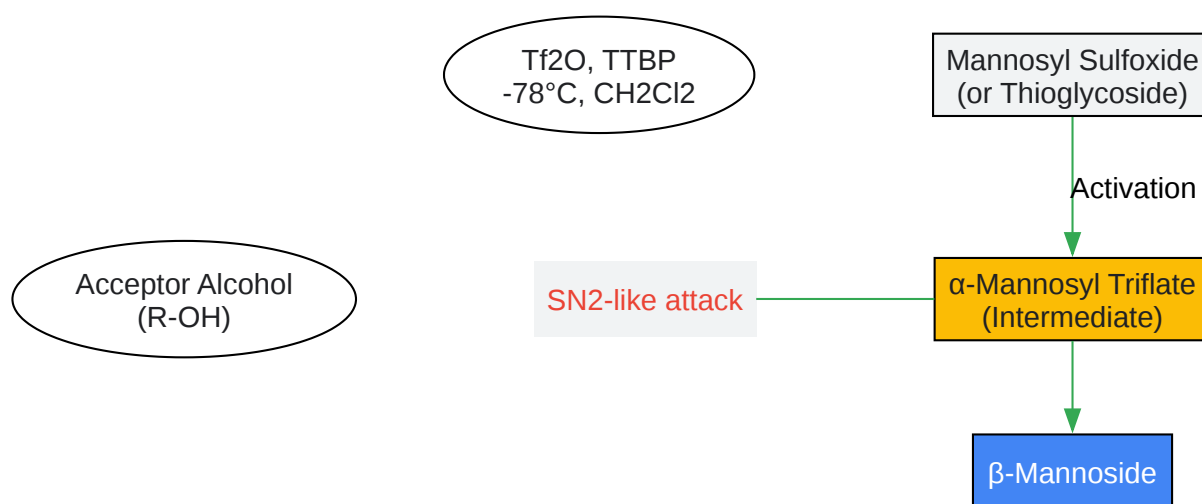 Tf2O, TTBP
-78°C, CH2Cl2
Mannosyl Sulfoxide
(or Thioglycoside)
Activation
Acceptor Alcohol
(R-OH)
SN2-like attack
α-Mannosyl Triflate
(Intermediate)
β-Mannoside